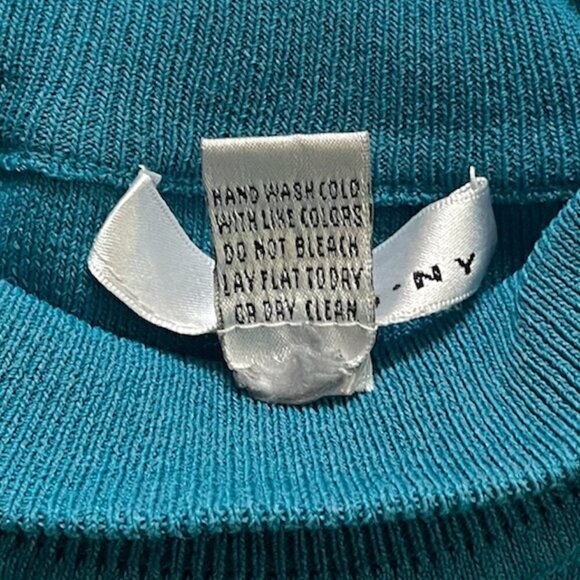 HAND WASH COLD
WITH LIKE COLORS
DO NOT BLEACH
LAY FLAT TO DRY
OR DRY CLEAN
NY